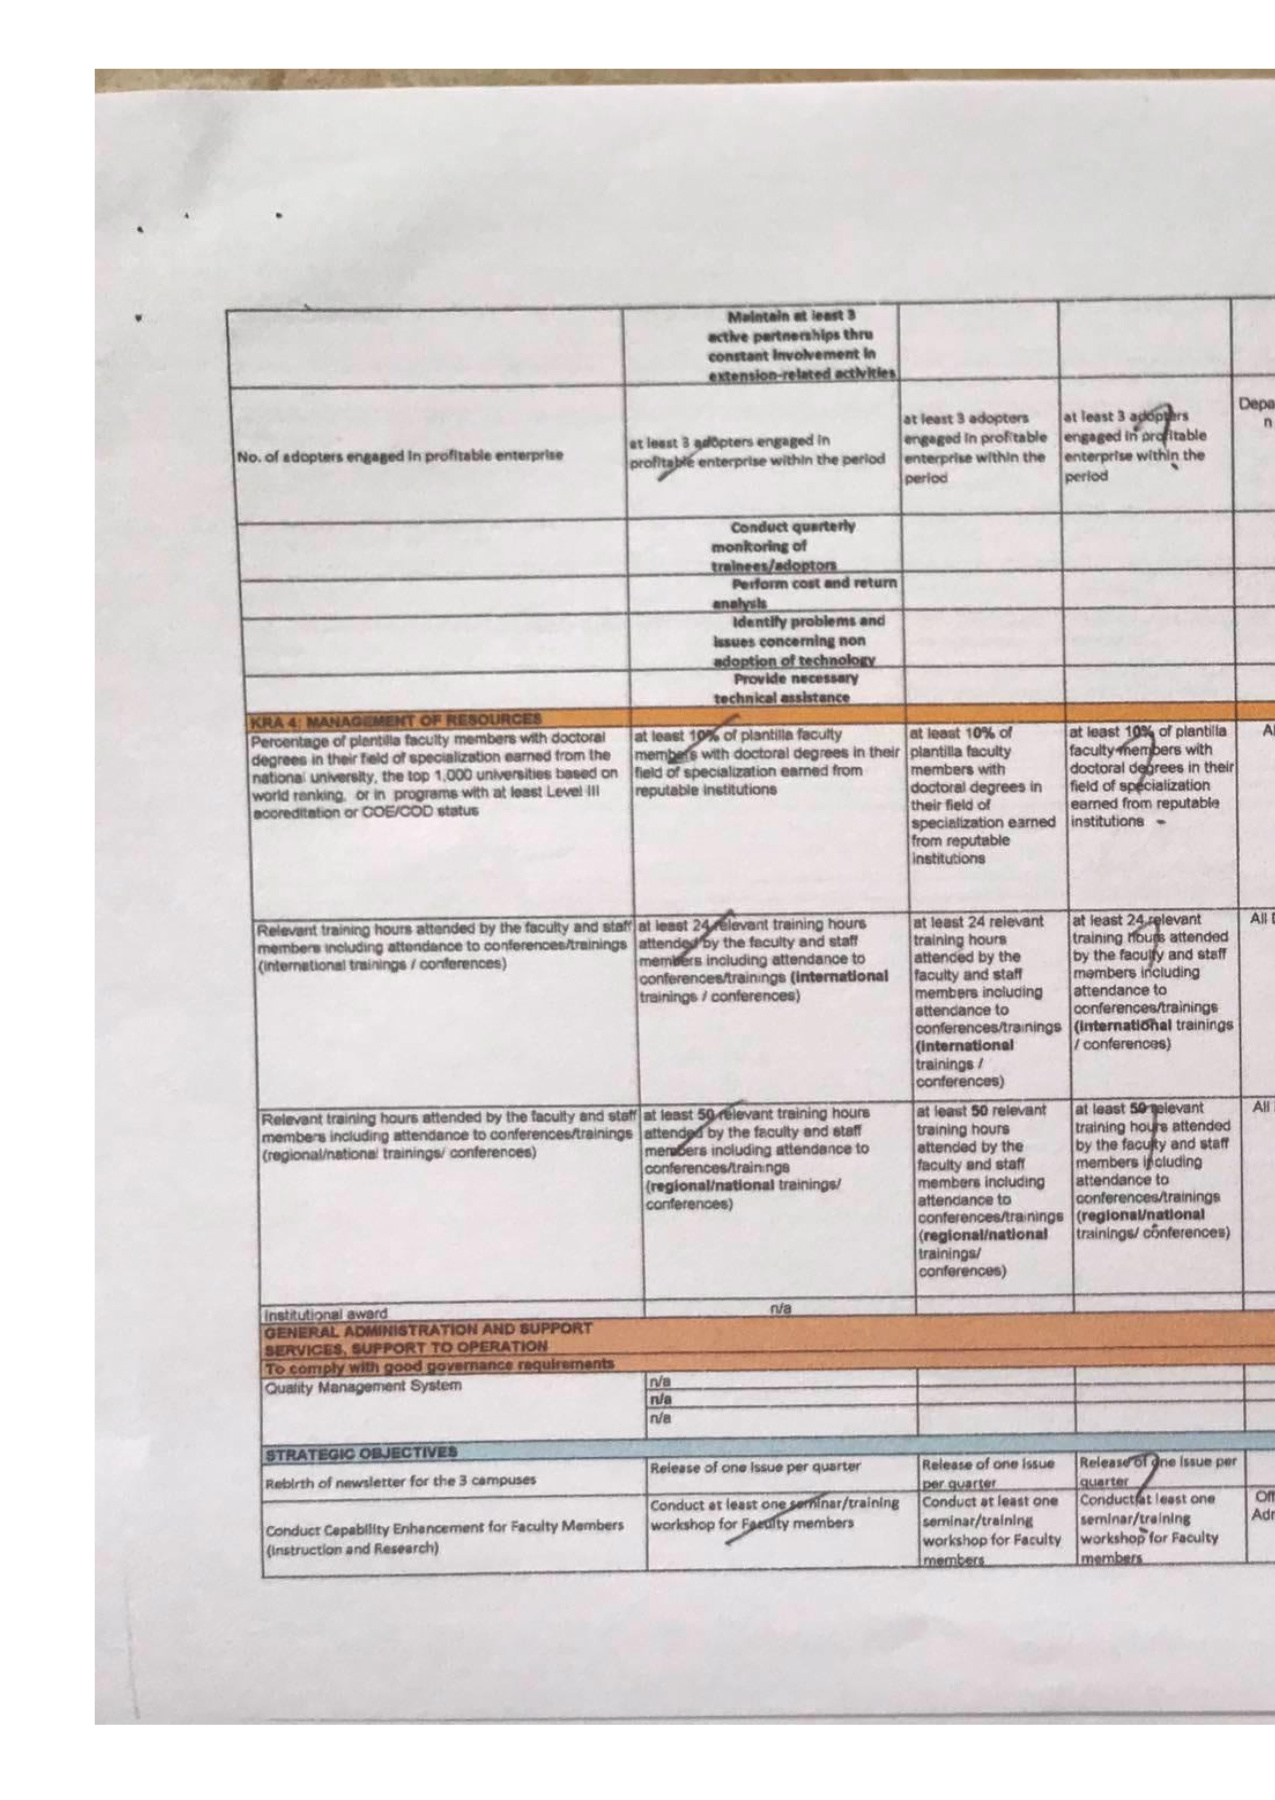 Maintain at least 3
active partnerships thru
constant involvement in
extension-related activities
No. of adopters engaged in profitable enterprise
at least 3 adopters engaged in
profitable enterprise within the period
at least 3 adopters
engaged in profitable
enterprise within the
period
at least 3 adopters
engaged in profitable
enterprise within the
period
Depa
n
Conduct quarterly
monitoring of
trainees/adoptors
Perform cost and return
analysis
Identify problems and
issues concerning non
adoption of technology
Provide necessary
technical assistance
KRA 4: MANAGEMENT OF RESOURCES
Percentage of plantilla faculty members with doctoral
degrees in their field of specialization earned from the
national university, the top 1,000 universities based on
world ranking, or in programs with at least Level III
accreditation or COE/COD status
at least 10% of plantilla faculty
members with doctoral degrees in their
field of specialization earned from
reputable institutions
at least 10% of
plantilla faculty
members with
doctoral degrees in
their field of
specialization earned
from reputable
institutions
at least 10% of plantilla
faculty members with
doctoral degrees in their
field of specialization
earned from reputable
institutions
Al
Relevant training hours attended by the faculty and staff
members including attendance to conferences/trainings
(international trainings / conferences)
at least 24 relevant training hours
attended by the faculty and staff
members including attendance to
conferences/trainings (international
trainings / conferences)
at least 24 relevant
training hours
attended by the
faculty and staff
members including
attendance to
conferences/trainings
(international
trainings /
conferences)
at least 24 relevant
training hours attended
by the faculty and staff
members including
attendance to
conferences/trainings
(international trainings
/ conferences)
All D
Relevant training hours attended by the faculty and staff
members including attendance to conferences/trainings
(regional/national trainings/ conferences)
at least 50 relevant training hours
attended by the faculty and staff
members including attendance to
conferences/trainings
(regional/national trainings/
conferences)
at least 50 relevant
training hours
attended by the
faculty and staff
members including
attendance to
conferences/trainings
(regional/national
trainings/
conferences)
at least 50 relevant
training hours attended
by the faculty and staff
members including
attendance to
conferences/trainings
(regional/national
trainings/ conferences)
All
Institutional award
n/a
GENERAL ADMINISTRATION AND SUPPORT
SERVICES, SUPPORT TO OPERATION
To comply with good governance requirements
Quality Management System
n/a
n/a
n/a
STRATEGIC OBJECTIVES
Rebirth of newsletter for the 3 campuses
Release of one issue per quarter
Release of one issue
per quarter
Release of one issue per
quarter
Conduct Capability Enhancement for Faculty Members
(Instruction and Research)
Conduct at least one seminar/training
workshop for Faculty members
Conduct at least one
seminar/training
workshop for Faculty
members
Conduct at least one
seminar/training
workshop for Faculty
members
Off
Adr